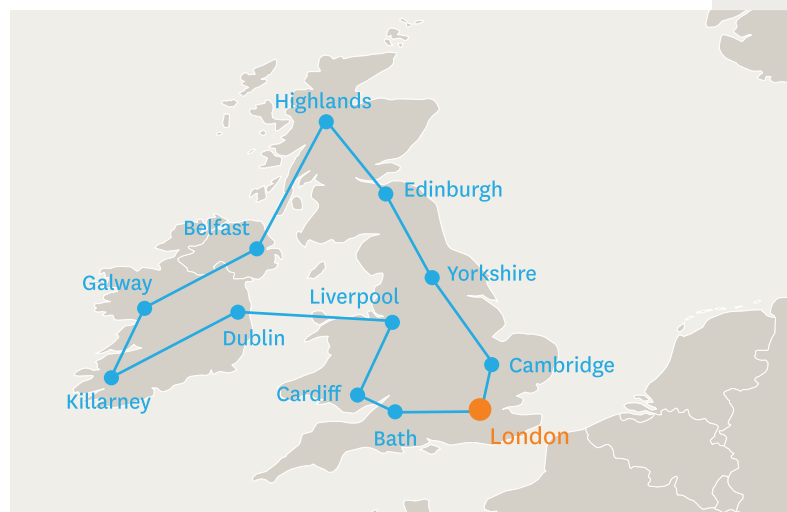 Highlands
Edinburgh
Belfast
Yorkshire
Galway
Liverpool
Dublin
Cambridge
Cardiff
Killarney
Bath
London